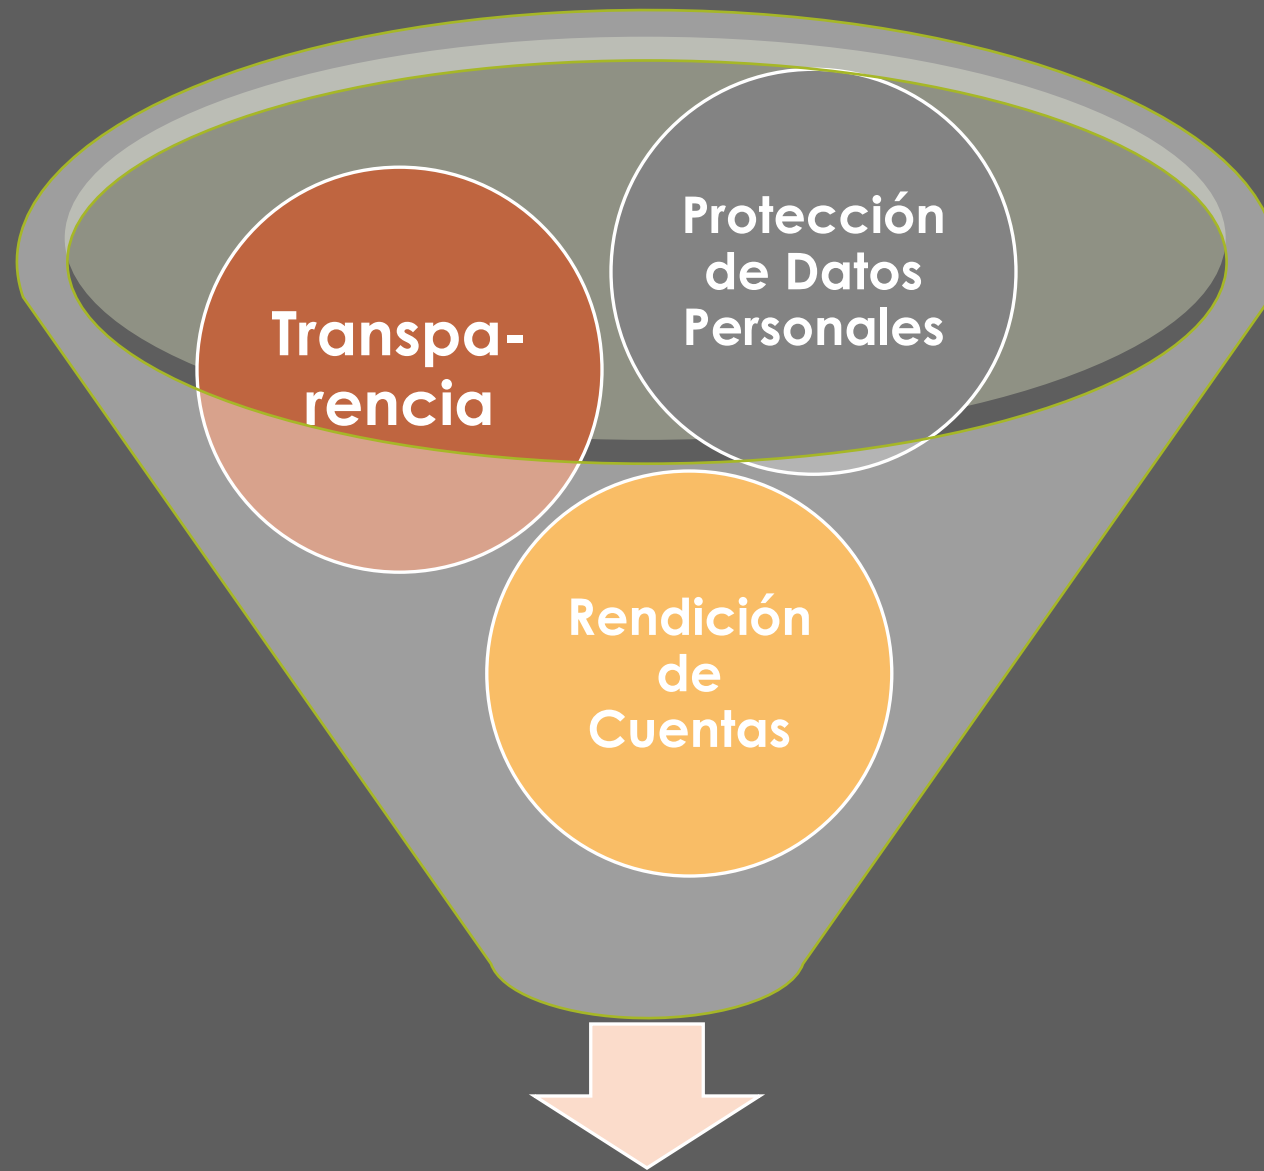 Transpa-
rencia
Protección
de Datos
Personales
Rendición
de
Cuentas